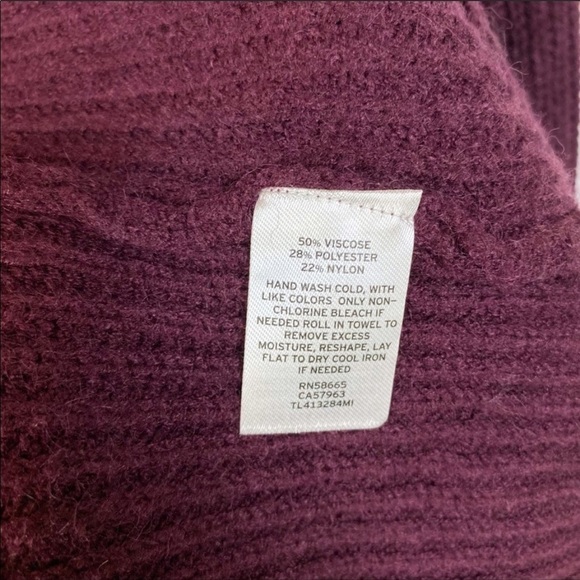 50% VISCOSE
28% POLYESTER
22% NYLON
HAND WASH COLD, WITH
LIKE COLORS ONLY NON-
CHLORINE BLEACH IF
NEEDED ROLL IN TOWEL TO
REMOVE EXCESS
MOISTURE, RESHAPE, LAY
FLAT TO DRY COOL IRON
IF NEEDED
RN58665
CA57963
TL413284MI